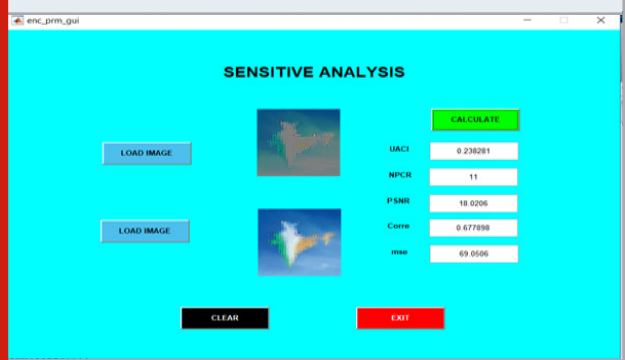 enc_prm_gui
SENSITIVE ANALYSIS
CALCULATE
LOAD IMAGE
UACI 0.238281
NPCR 11
PSNR 18.0206
LOAD IMAGE
Corre 0.677898
mse 69.0506
CLEAR
EXIT